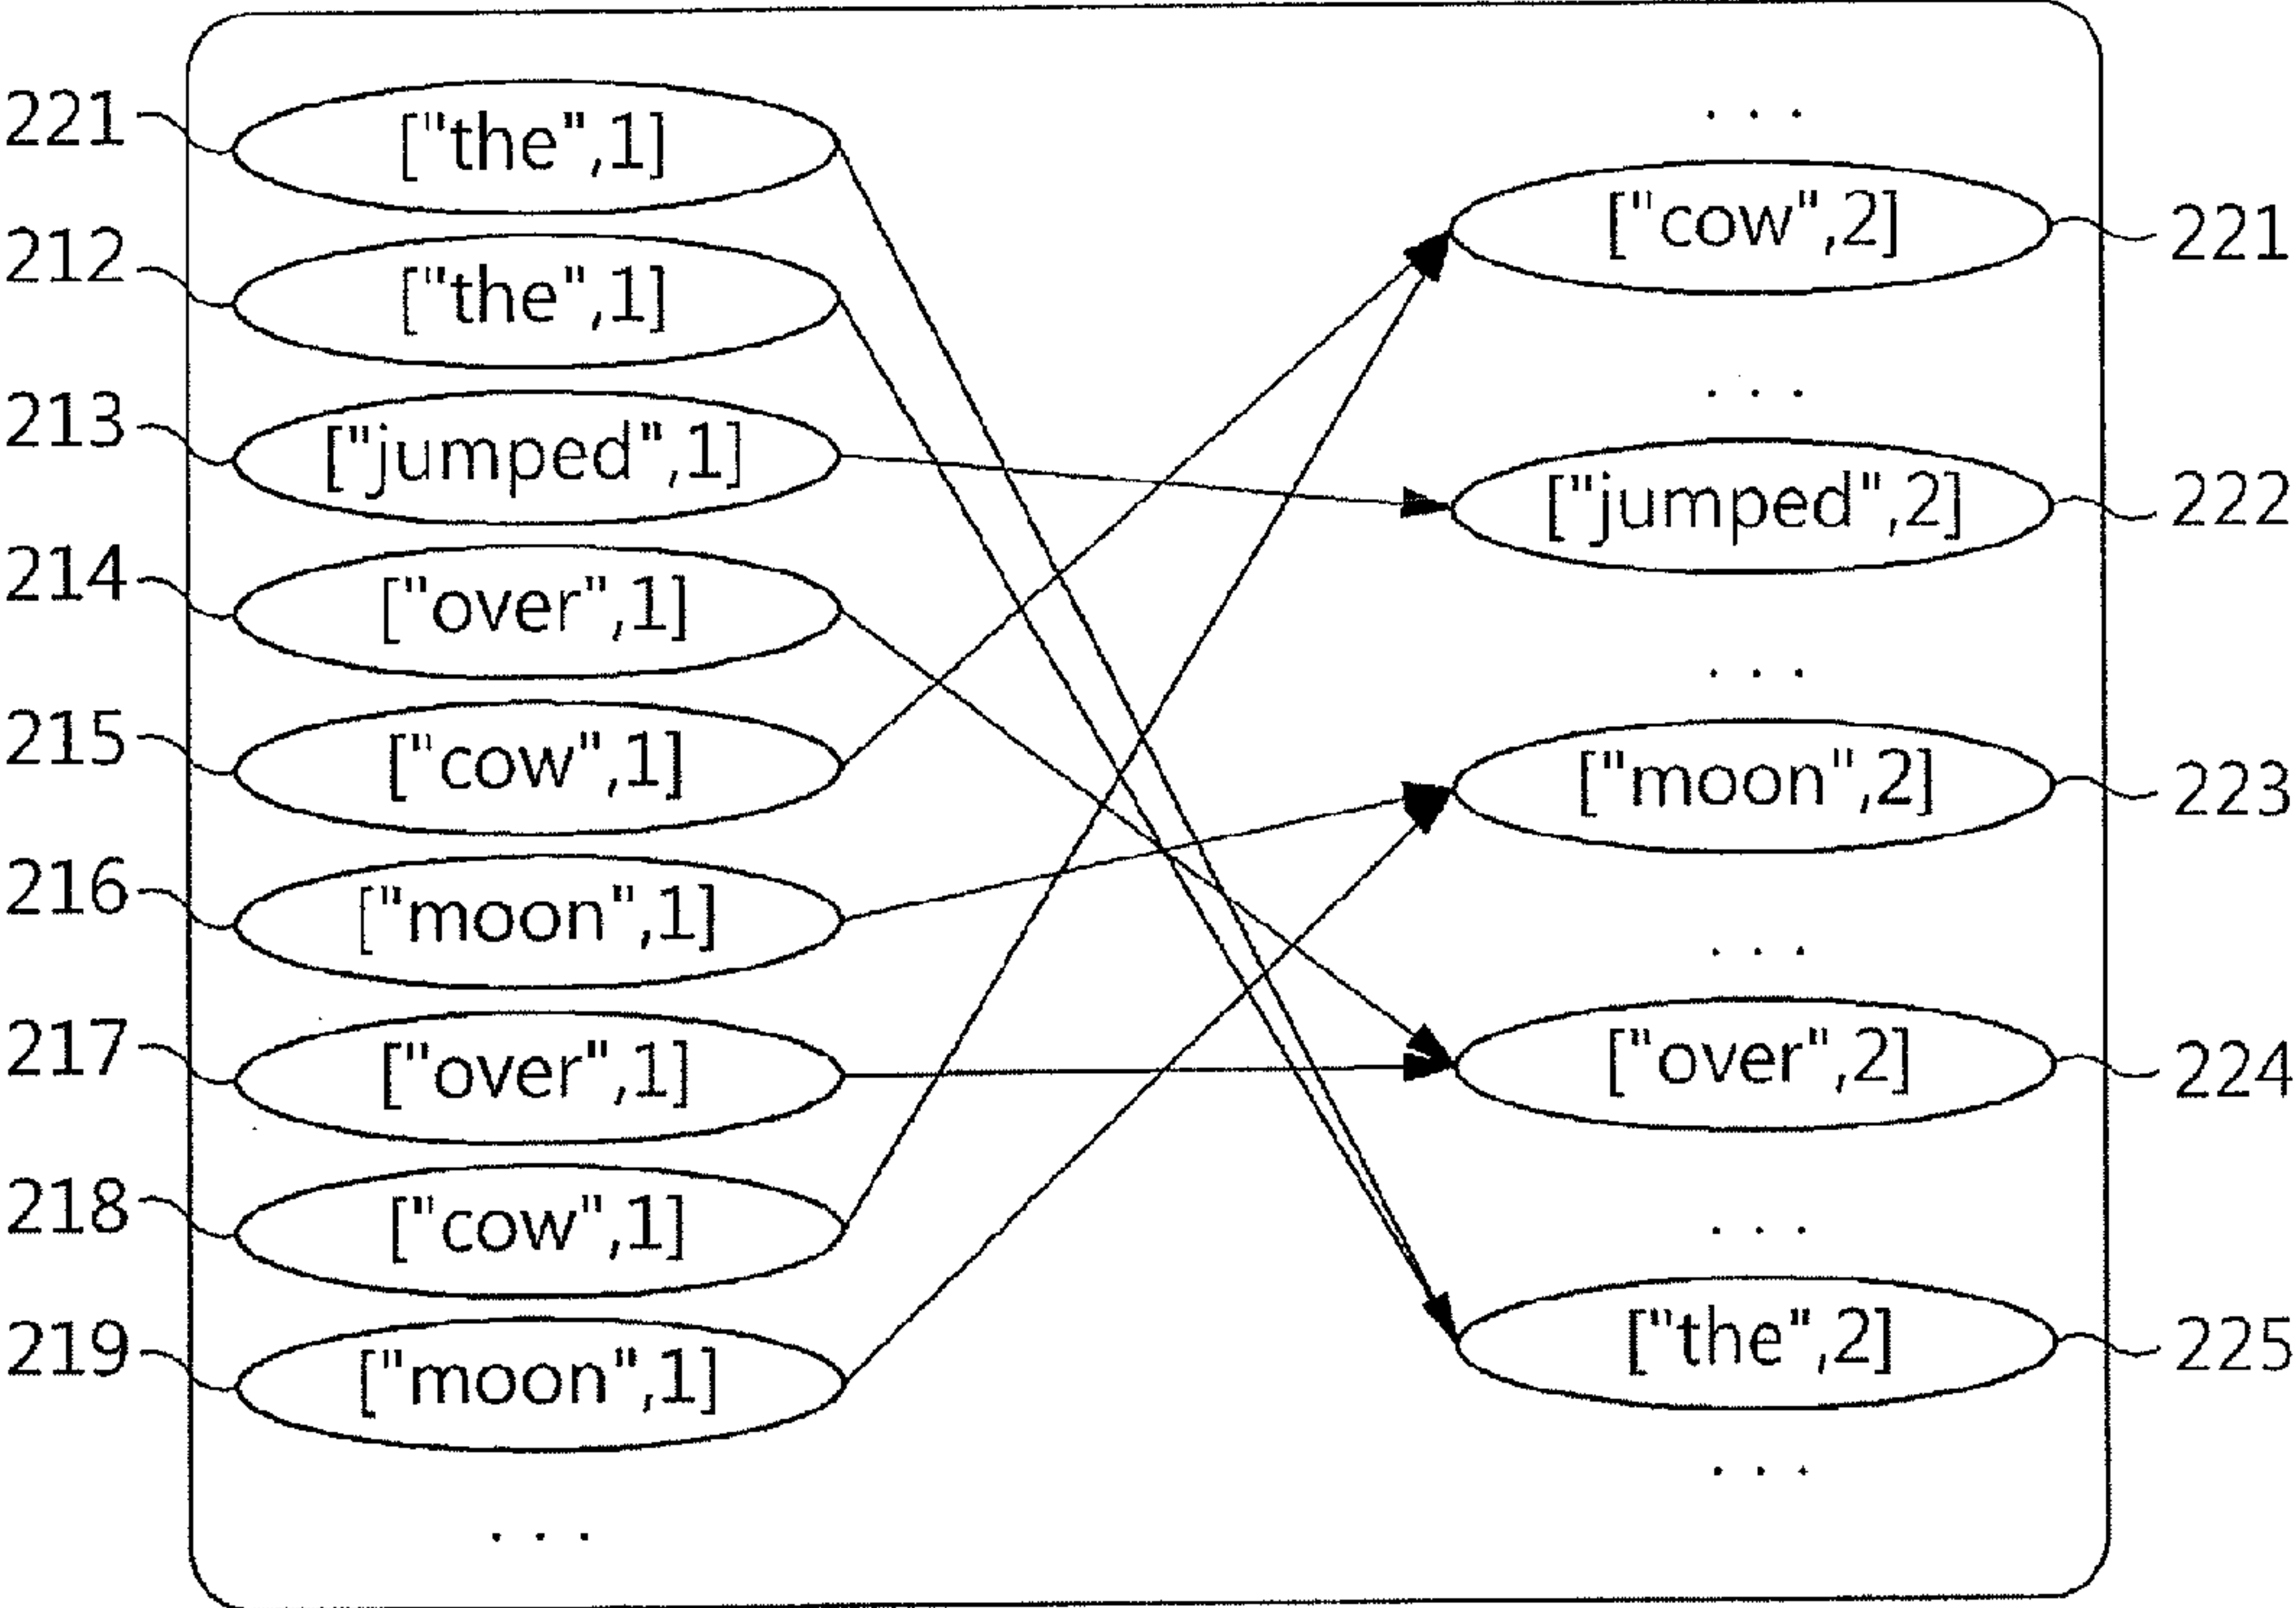 221 ["the",1]
212 ["the",1]
213 ["jumped",1]
214 ["over",1]
215 ["cow",1]
216 ["moon",1]
217 ["over",1]
218 ["cow",1]
219 ["moon",1]
. . .
. . .
["cow",2] 221
. . .
["jumped",2] 222
. . .
["moon",2] 223
. . .
["over",2] 224
. . .
["the",2] 225
. . .